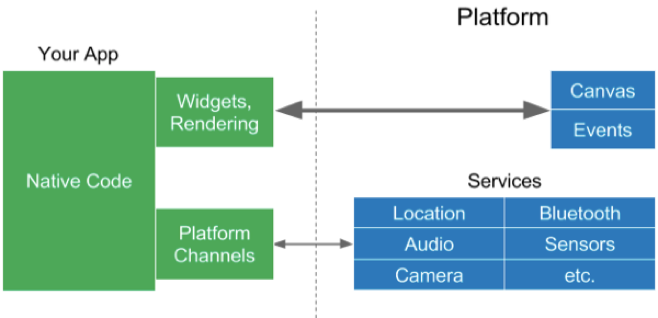 Platform
Your App
Widgets,
Rendering
Canvas
Events
Native Code
Services
Platform
Channels
Location
Bluetooth
Audio
Sensors
Camera
etc.